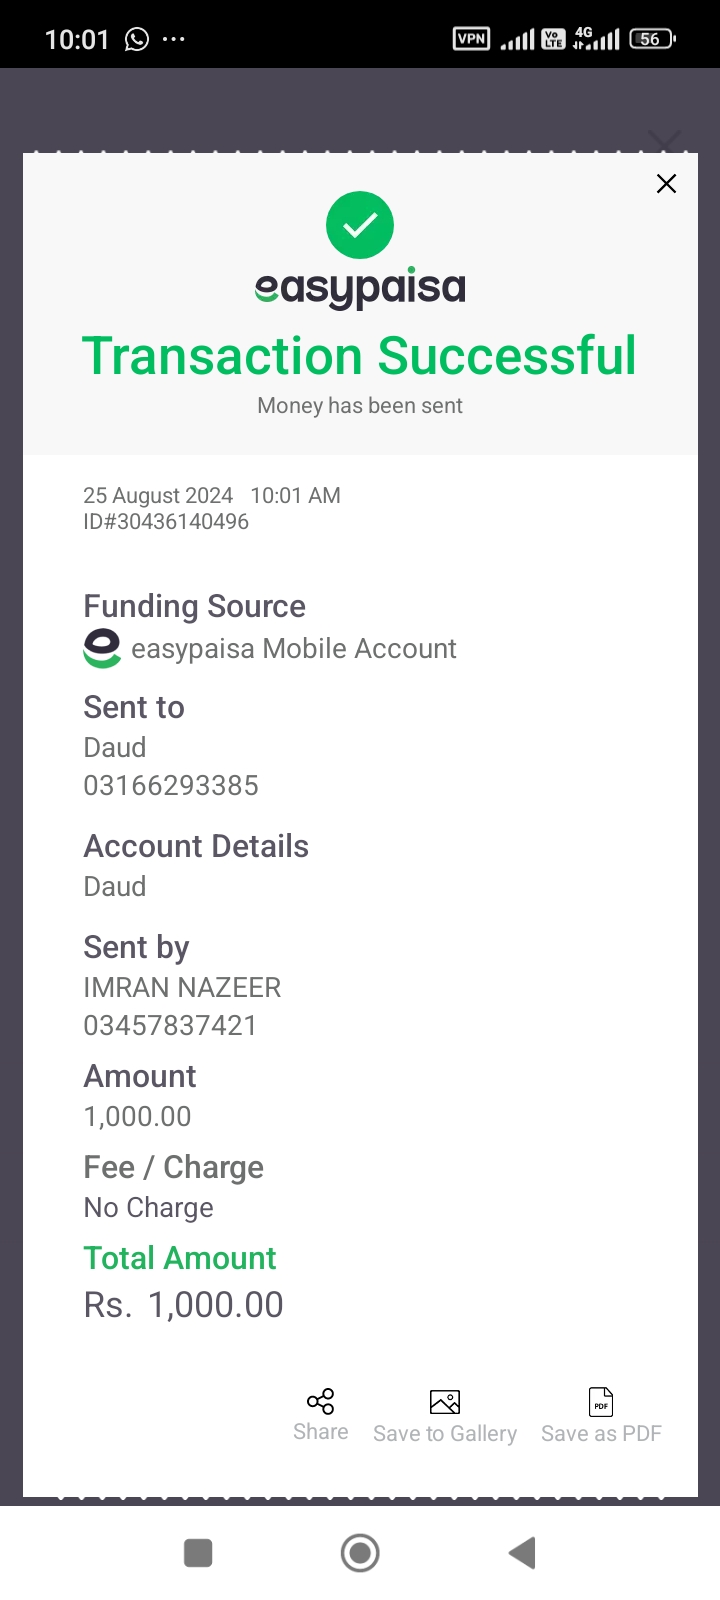 10:01
VPN
Vo LTE
4G
56
easypaisa
Transaction Successful
Money has been sent
25 August 2024 10:01 AM
ID#30436140496
Funding Source
easypaisa Mobile Account
Sent to
Daud
03166293385
Account Details
Daud
Sent by
IMRAN NAZEER
03457837421
Amount
1,000.00
Fee / Charge
No Charge
Total Amount
Rs. 1,000.00
PDF
Share
Save to Gallery
Save as PDF